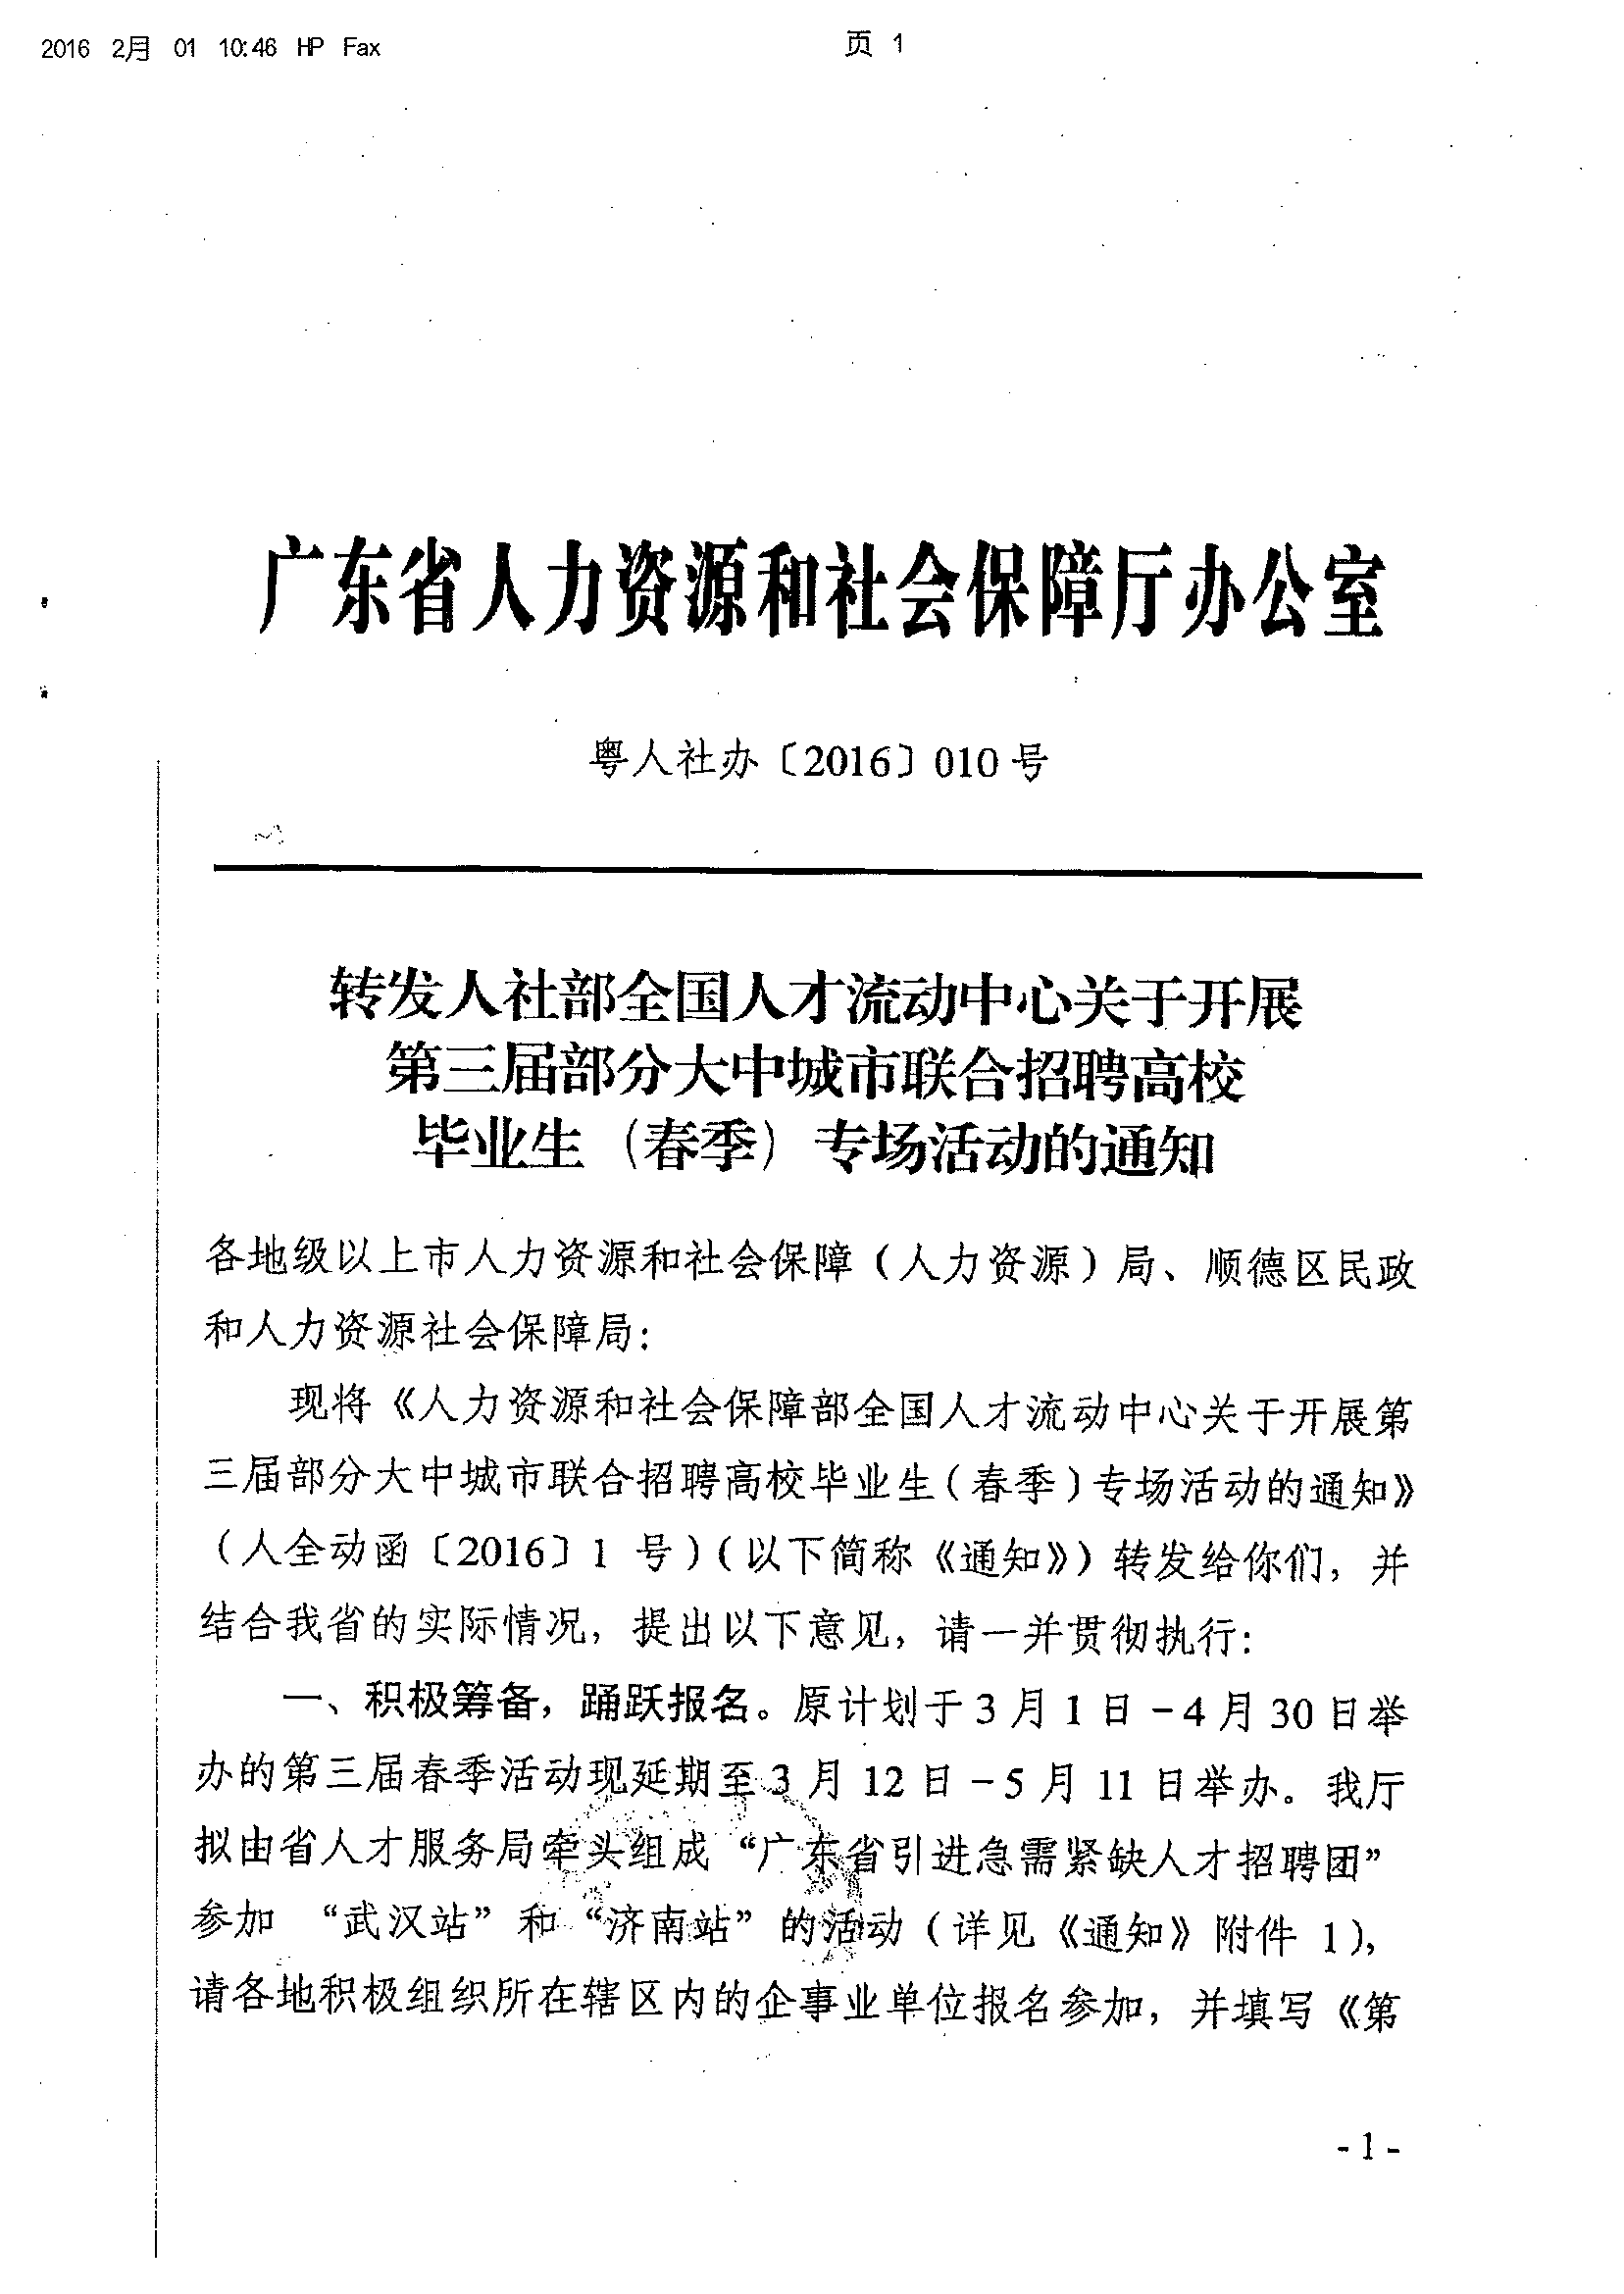 2016 2月 01 10:46 HP Fax 页 1
广东省人力资源和社会保障厅办公室
粤人社办〔2016〕010 号
转发人社部全国人才流动中心关于开展
第三届部分大中城市联合招聘高校
毕业生（春季）专场活动的通知
各地级以上市人力资源和社会保障（人力资源）局、顺德区民政
和人力资源社会保障局：
现将《人力资源和社会保障部全国人才流动中心关于开展第
三届部分大中城市联合招聘高校毕业生（春季）专场活动的通知》
（人全动函〔2016〕1 号）（以下简称《通知》）转发给你们，并
结合我省的实际情况，提出以下意见，请一并贯彻执行：
一、积极筹备，踊跃报名。原计划于 3 月 1 日－4 月 30 日举
办的第三届春季活动现延期至 3 月 12 日－5 月 11 日举办。我厅
拟由省人才服务局牵头组成“广东省引进急需紧缺人才招聘团”
参加 “武汉站”和“济南站”的活动（详见《通知》附件 1），
请各地积极组织所在辖区内的企事业单位报名参加，并填写《第
- 1 -